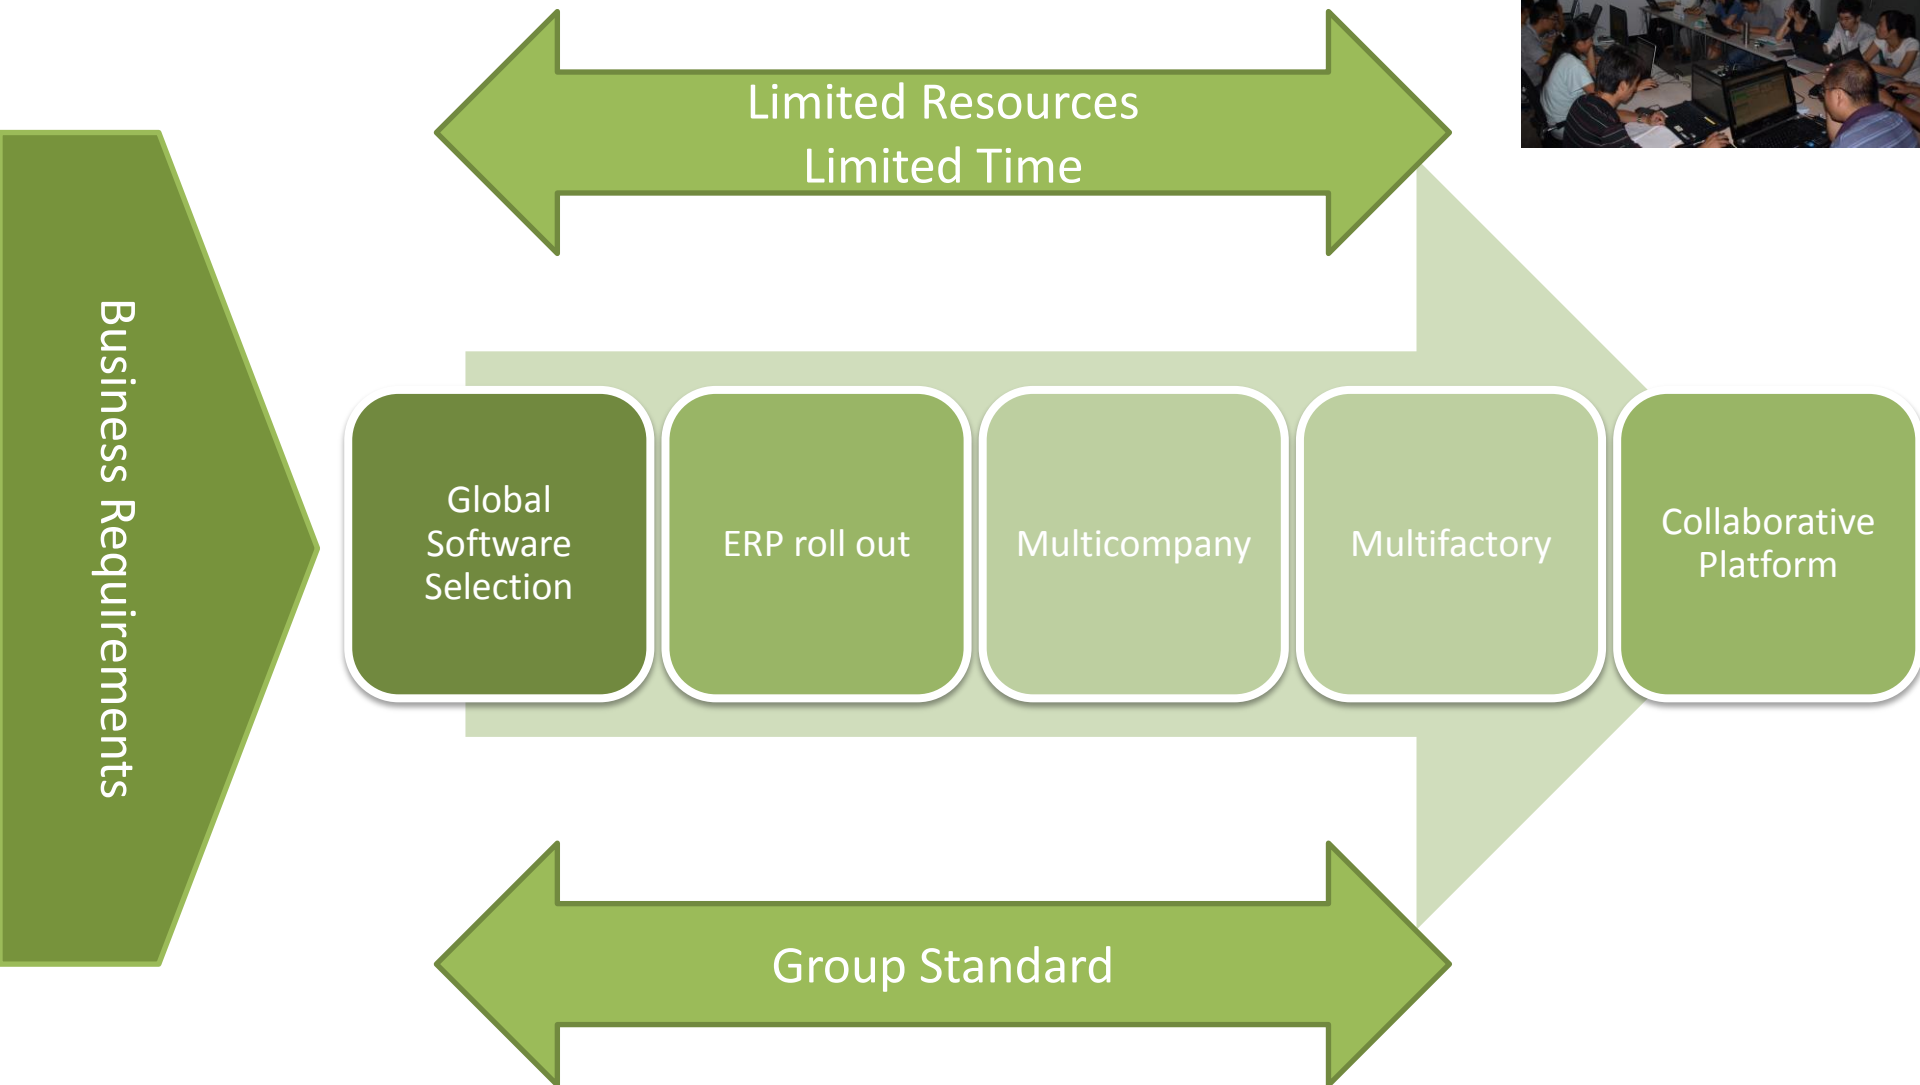 Limited Resources
Limited Time
Business Requirements
Global
Software
Selection
ERP roll out
Multicompany
Multifactory
Collaborative
Platform
Group Standard